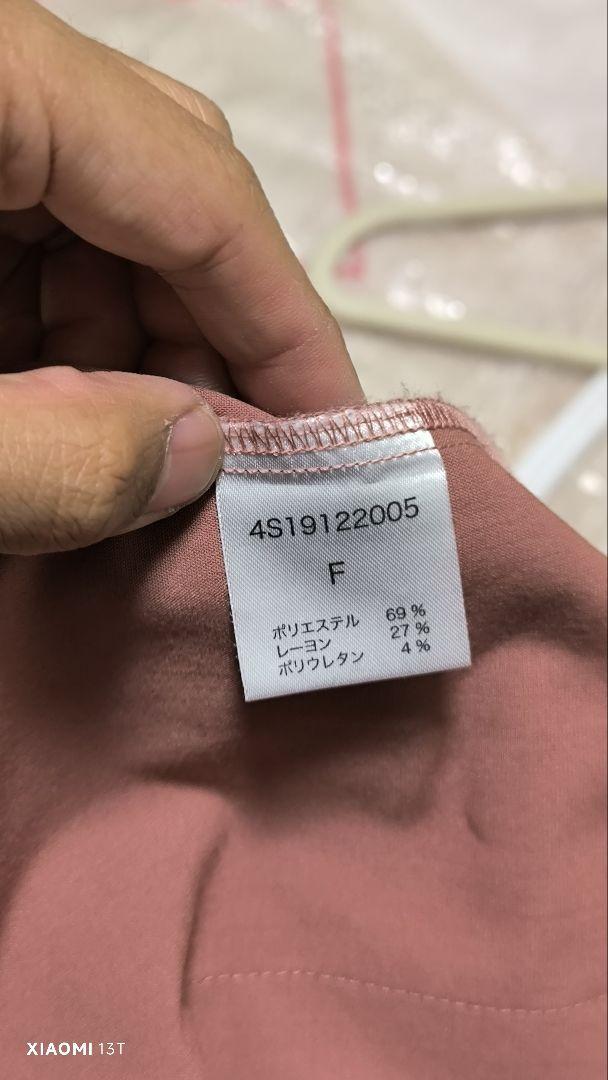 4S19122005
F
ポリエステル 69 %
レーヨン 27 %
ポリウレタン 4 %
XIAOMI 13T